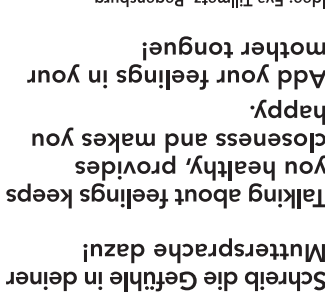 Schreib die Gefühle in deiner
Muttersprache dazu!
Talking about feelings keeps
you healthy, provides
closeness and makes you
happy.
Add your feelings in your
mother tongue!
Idee: Eva Tillmetz, Regensburg